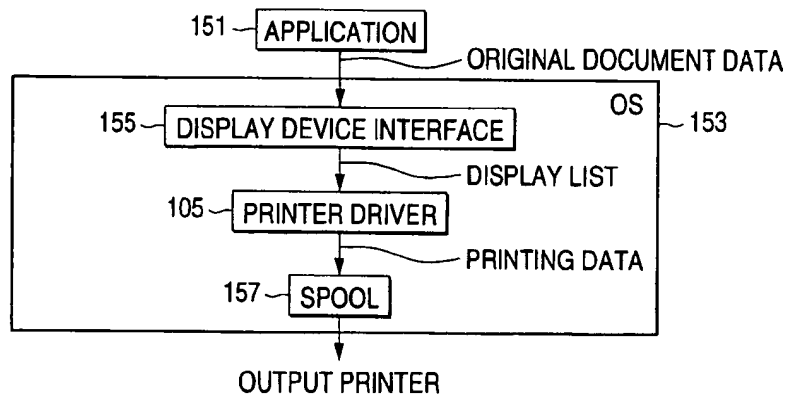 151
APPLICATION
ORIGINAL DOCUMENT DATA
OS
153
155
DISPLAY DEVICE INTERFACE
DISPLAY LIST
105
PRINTER DRIVER
PRINTING DATA
157
SPOOL
OUTPUT PRINTER